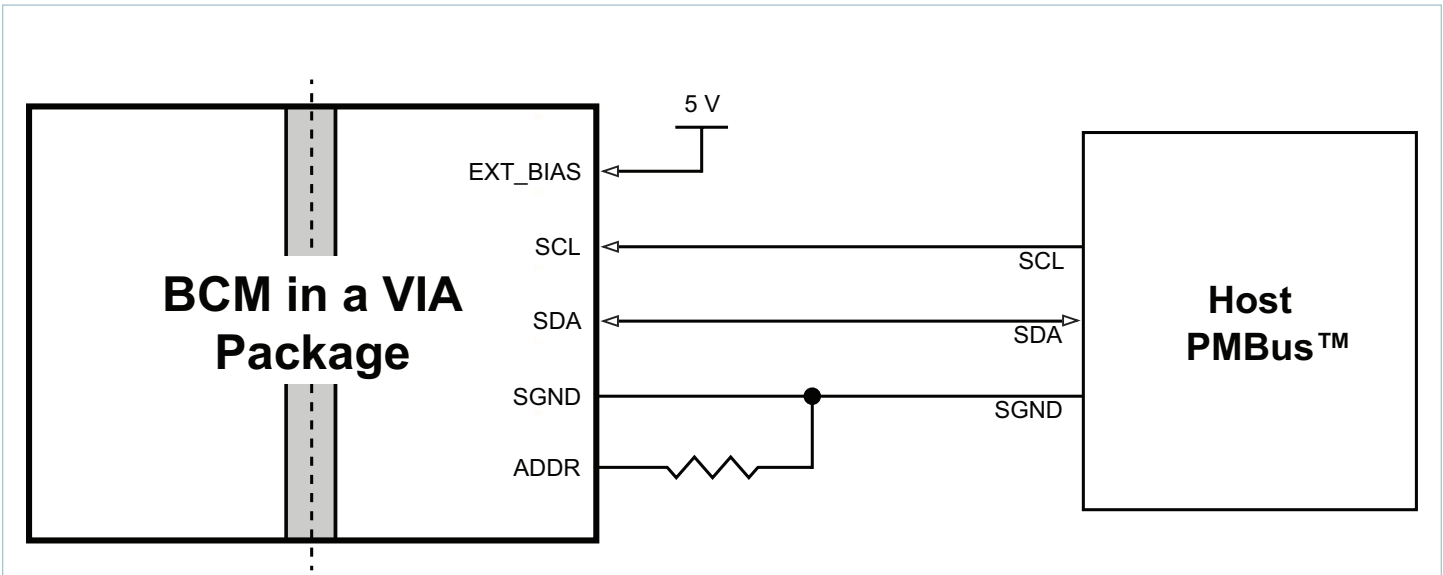 5 V
EXT_BIAS
SCL
SCL
BCM in a VIA
Package
SDA
SDA
Host
PMBus™
SGND
SGND
ADDR